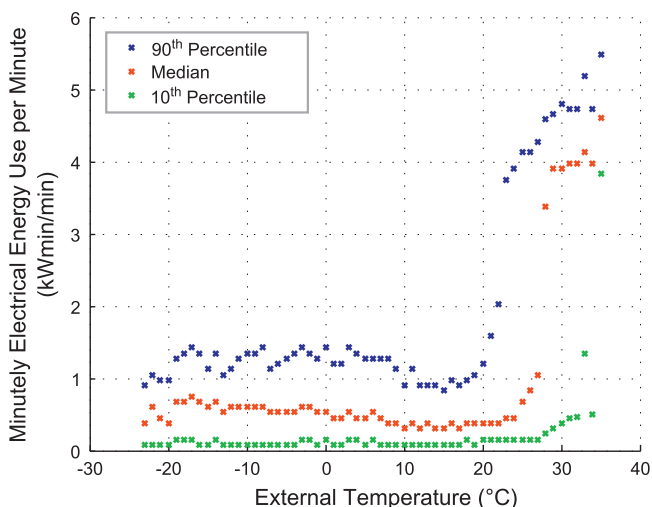 Minutely Electrical Energy Use per Minute
(kWmin/min)
6
5
4
3
2
1
0
90th Percentile
Median
10th Percentile
-30
-20
-10
0
10
20
30
40
External Temperature (°C)